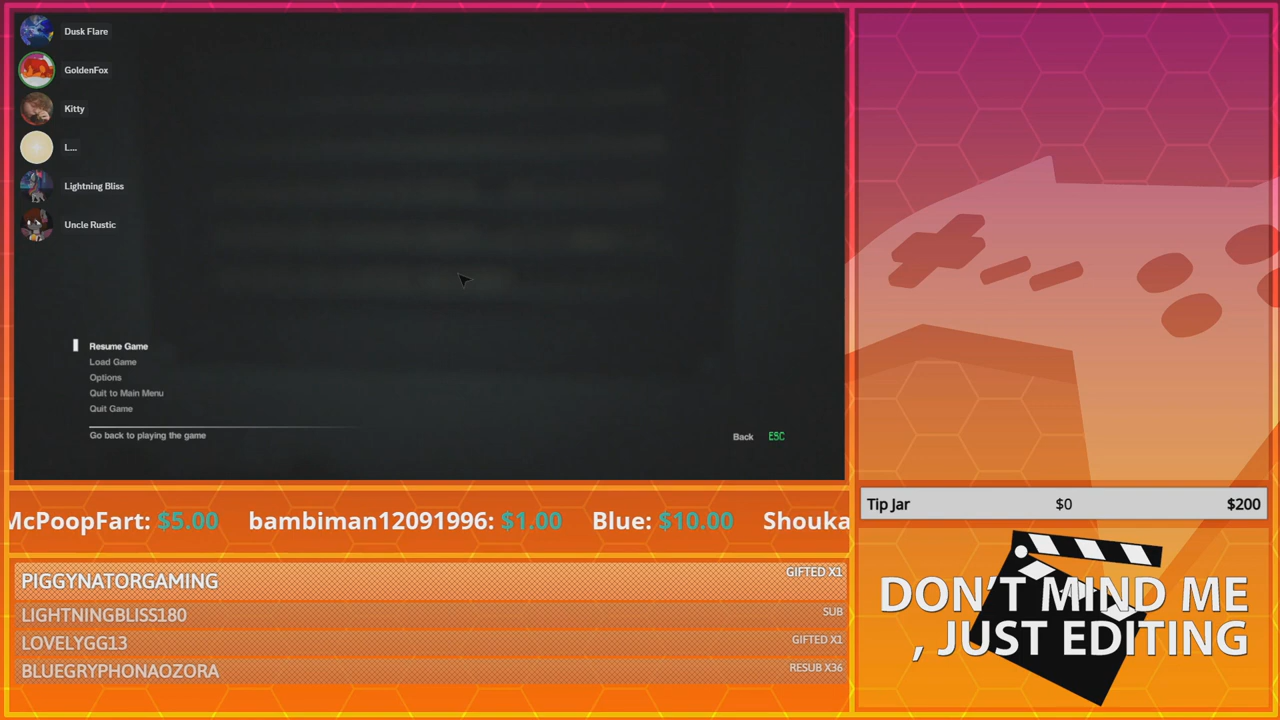 Dusk Flare
GoldenFox
Kitty
L...
Lightning Bliss
Uncle Rustic
Resume Game
Load Game
Options
Quit to Main Menu
Quit Game
Go back to playing the game
Back ESC
McPoopFart: $5.00 bambiman12091996: $1.00 Blue: $10.00 Shouka
PIGGYNATORGAMING GIFTED X1
LIGHTNINGBLISS180 SUB
LOVELYGG13 GIFTED X1
BLUEGRYPHONAOZORA RESUB X36
Tip Jar $0 $200
DON'T MIND ME
, JUST EDITING